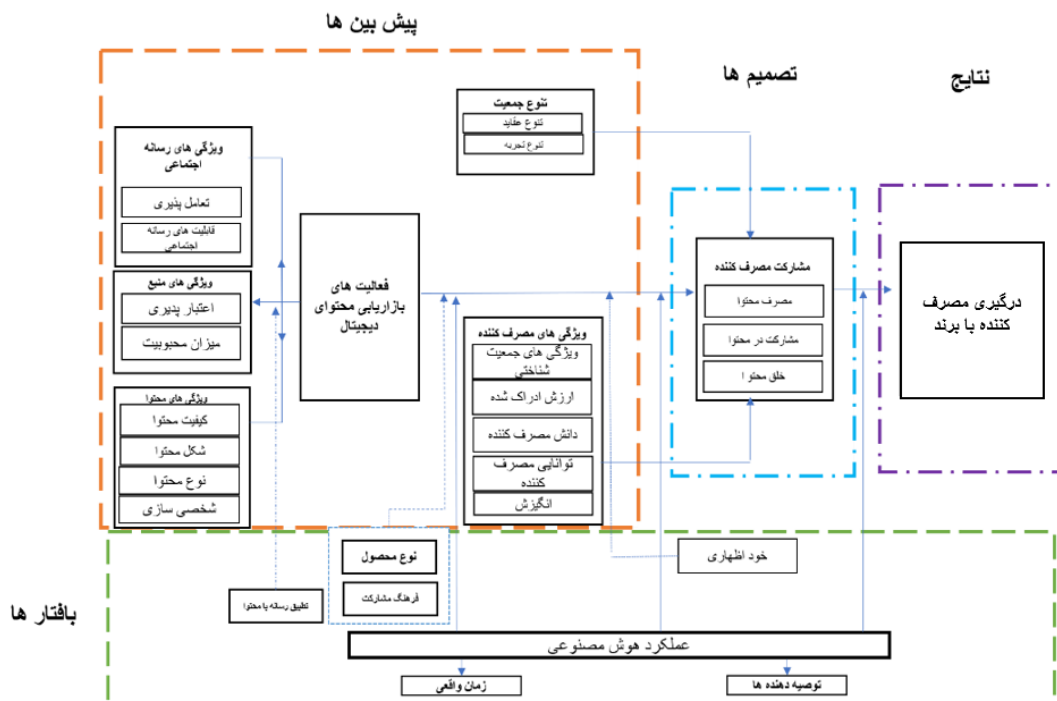 پیش بین ها
تصمیم ها
نتایج
تنوع جمعیت
تنوع عقاید
تنوع تجربه
ویژگی های رسانه
اجتماعی
تعامل پذیری
قابلیت های رسانه
اجتماعی
ویژگی های منبع
اعتبار پذیری
میزان محبوبیت
ویژگی های محتوا
کیفیت محتوا
شکل محتوا
نوع محتوا
شخصی سازی
فعالیت های
بازاریابی محتوای
دیجیتال
ویژگی های مصرف کننده
ویژگی های جمعیت
شناختی
ارزش ادراک شده
دانش مصرف کننده
توانایی مصرف
کننده
انگیزش
مشارکت مصرف کننده
مصرف محتوا
مشارکت در محتوا
خلق محتوا
درگیری مصرف
کننده با برند
بافتار ها
نوع محصول
فرهنگ مشارکت
تطبیق رسانه با محتوا
خود اظهاری
عملکرد هوش مصنوعی
زمان واقعی
توصیه دهنده ها